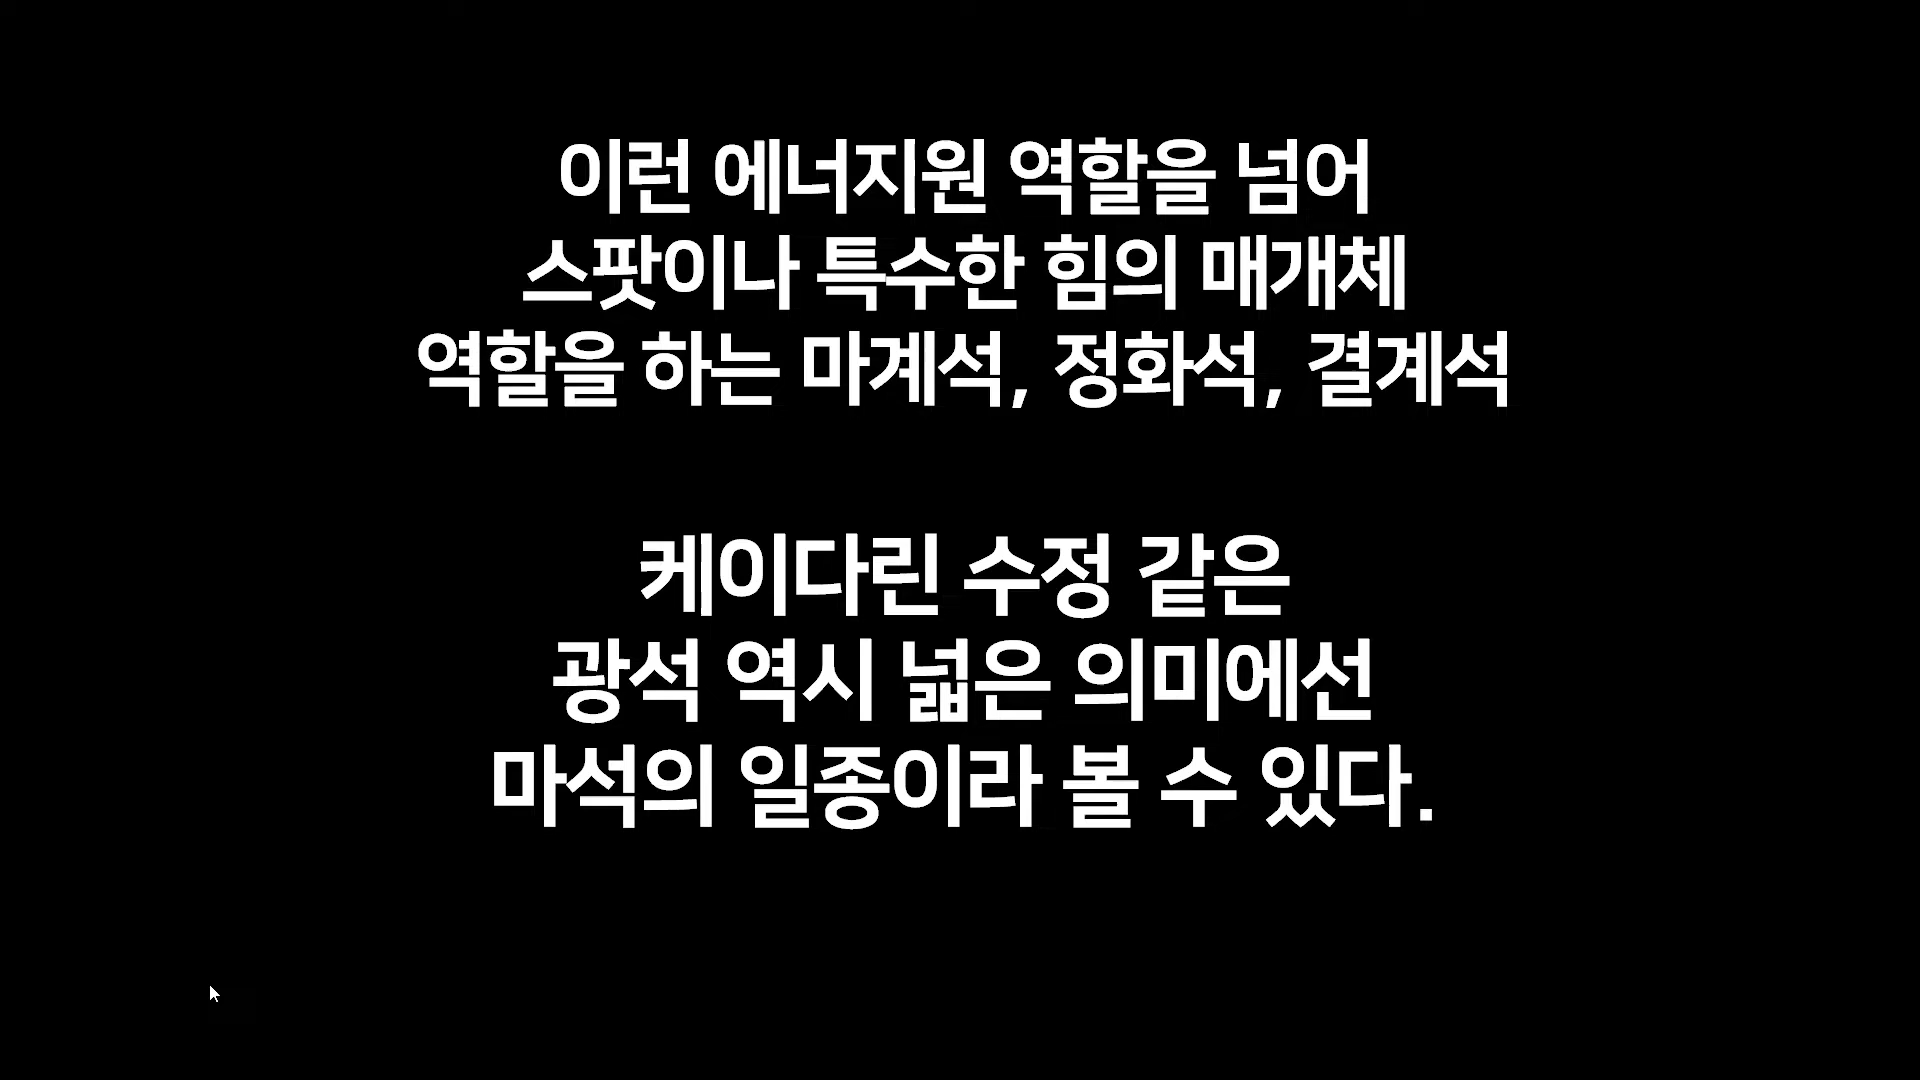 이런 에너지원 역할을 넘어
스팟이나 특수한 힘의 매개체
역할을 하는 마계석, 정화석, 결계석
케이다린 수정 같은
광석 역시 넓은 의미에선
마석의 일종이라 볼 수 있다.